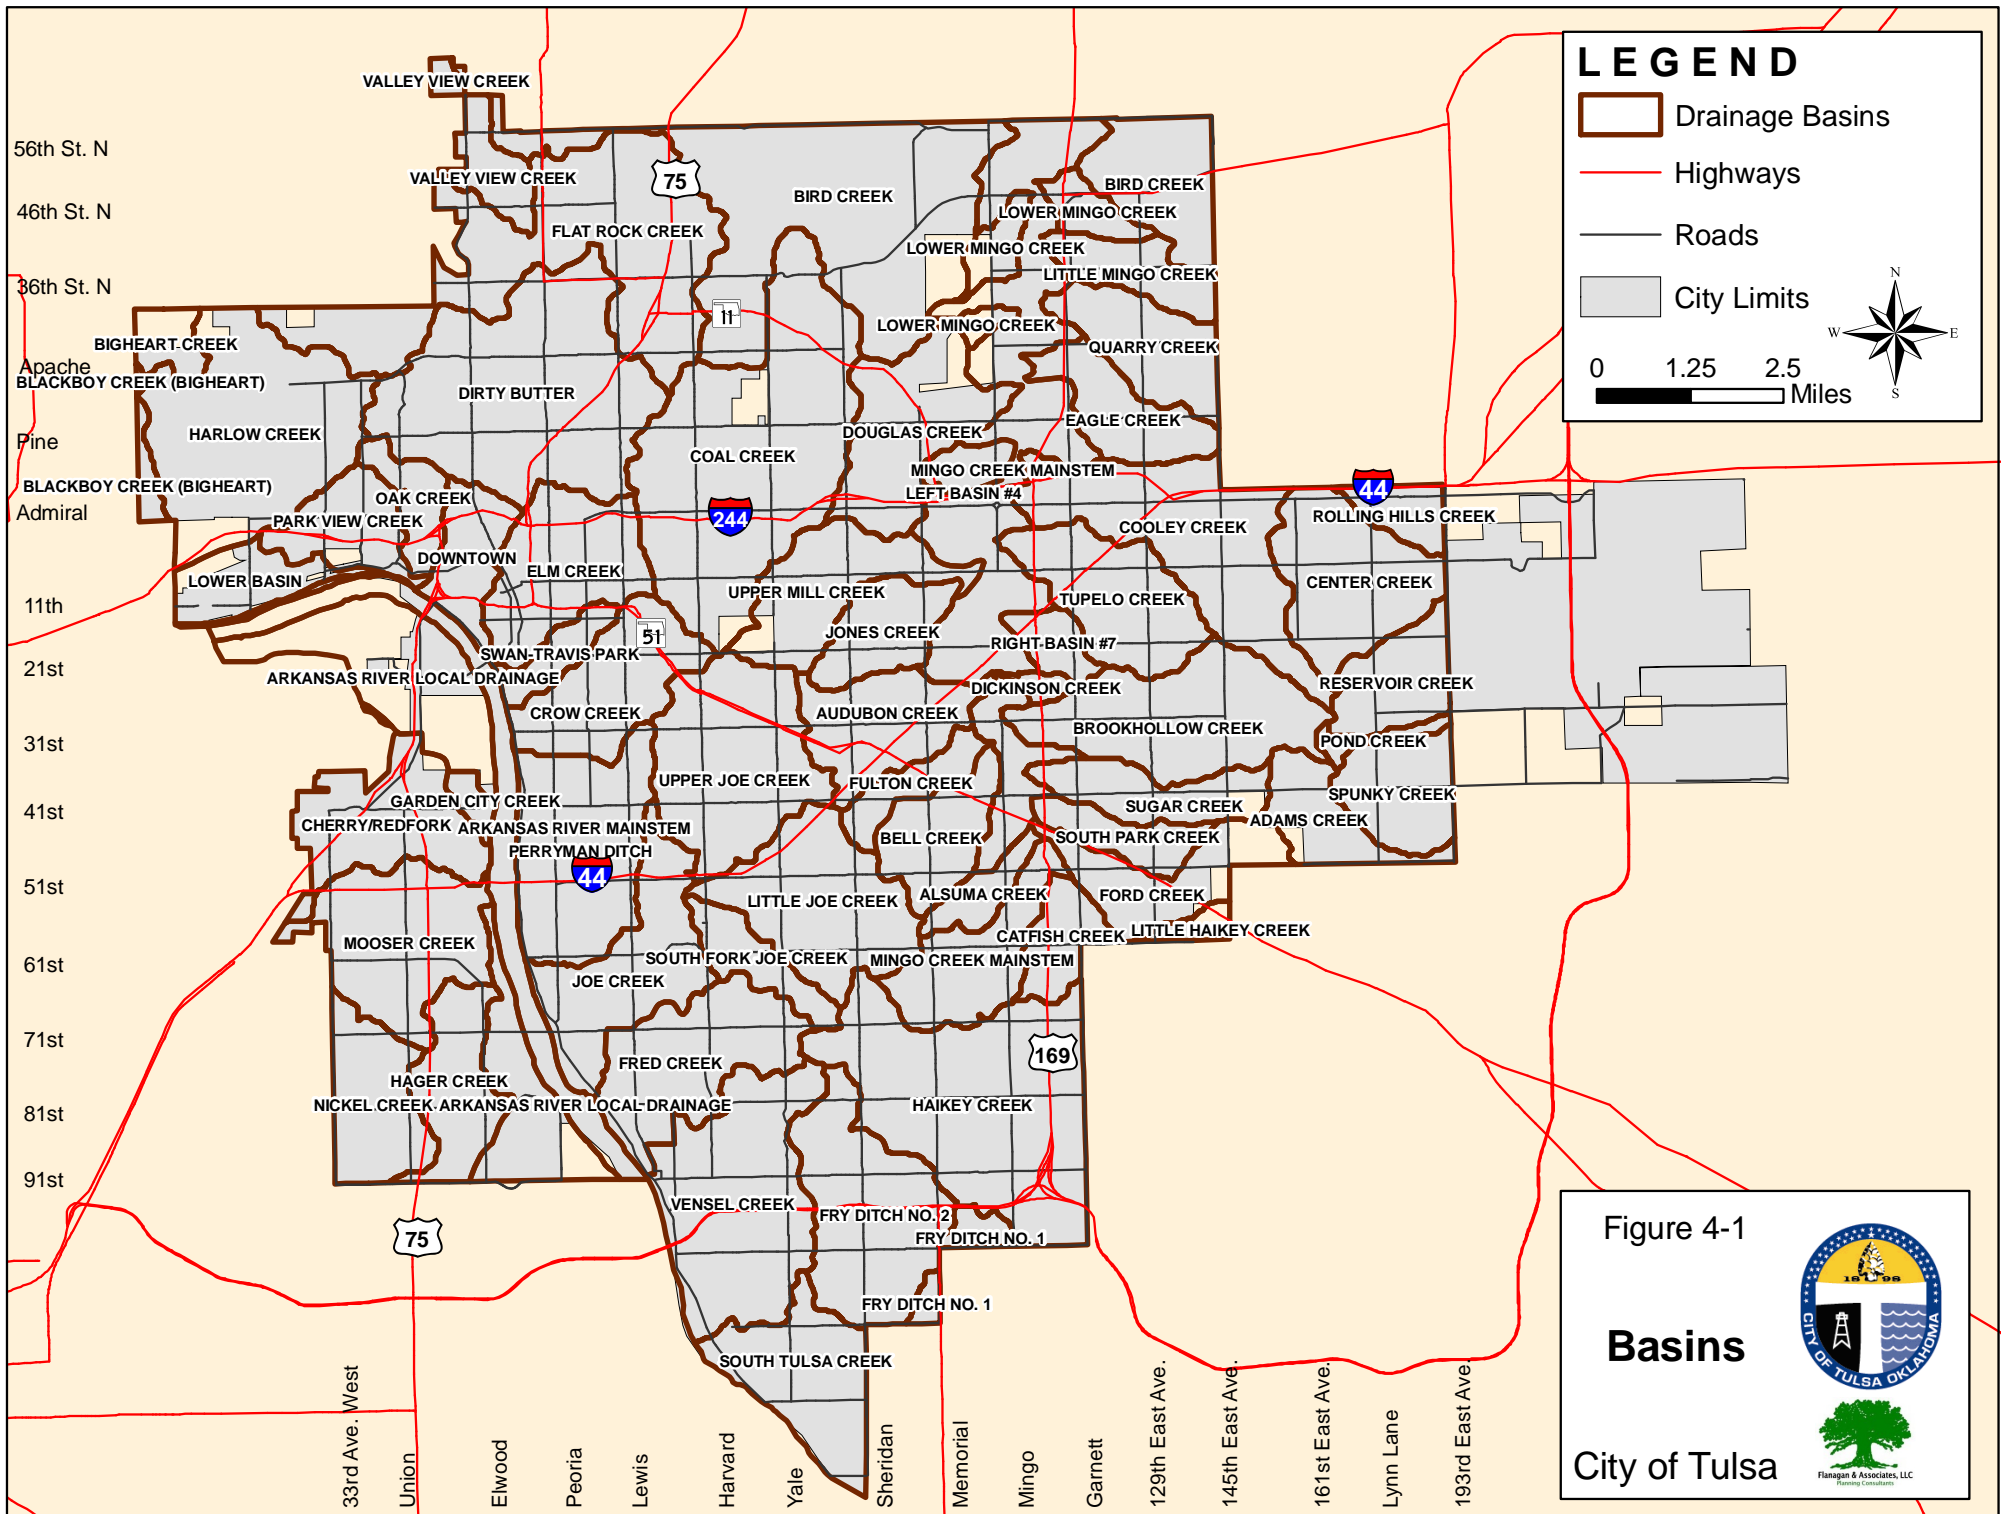 LEGEND
Drainage Basins
Highways
Roads
City Limits
N
W
E
S
0 1.25 2.5
Miles
VALLEY VIEW CREEK
56th St. N
VALLEY VIEW CREEK
75
BIRD CREEK
BIRD CREEK
46th St. N
LOWER MINGO CREEK
FLAT ROCK CREEK
LOWER MINGO CREEK
LITTLE MINGO CREEK
36th St. N
11
LOWER MINGO CREEK
BIGHEART CREEK
QUARRY CREEK
Apache
BLACKBOY CREEK (BIGHEART)
DIRTY BUTTER
EAGLE CREEK
HARLOW CREEK
DOUGLAS CREEK
Pine
COAL CREEK
MINGO CREEK MAINSTEM
BLACKBOY CREEK (BIGHEART)
LEFT BASIN #4
44
OAK CREEK
Admiral
PARK VIEW CREEK
244
ROLLING HILLS CREEK
COOLEY CREEK
DOWNTOWN
ELM CREEK
LOWER BASIN
CENTER CREEK
UPPER MILL CREEK
TUPELO CREEK
11th
JONES CREEK
51
RIGHT BASIN #7
SWAN-TRAVIS PARK
21st
ARKANSAS RIVER LOCAL DRAINAGE
RESERVOIR CREEK
DICKINSON CREEK
CROW CREEK
AUDUBON CREEK
BROOKHOLLOW CREEK
31st
POND CREEK
UPPER JOE CREEK
FULTON CREEK
SPUNKY CREEK
GARDEN CITY CREEK
SUGAR CREEK
41st
ADAMS CREEK
CHERRY/REDFORK
ARKANSAS RIVER MAINSTEM
BELL CREEK
SOUTH PARK CREEK
PERRYMAN DITCH
44
51st
ALSUMA CREEK
FORD CREEK
LITTLE JOE CREEK
LITTLE HAIKEY CREEK
CATFISH CREEK
MOOSER CREEK
SOUTH FORK JOE CREEK
MINGO CREEK MAINSTEM
61st
JOE CREEK
71st
169
FRED CREEK
HAGER CREEK
NICKEL CREEK
ARKANSAS RIVER LOCAL DRAINAGE
HAIKEY CREEK
81st
91st
VENSEL CREEK
FRY DITCH NO. 2
75
FRY DITCH NO. 1
FRY DITCH NO. 1
SOUTH TULSA CREEK
33rd Ave. West
Union
Elwood
Peoria
Lewis
Harvard
Yale
Sheridan
Memorial
Mingo
Garnett
129th East Ave.
145th East Ave.
161st East Ave.
Lynn Lane
193rd East Ave.
Figure 4-1
Basins
City of Tulsa
1898
CITY OF TULSA OKLAHOMA
Flanagan & Associates, LLC
Planning Consultants